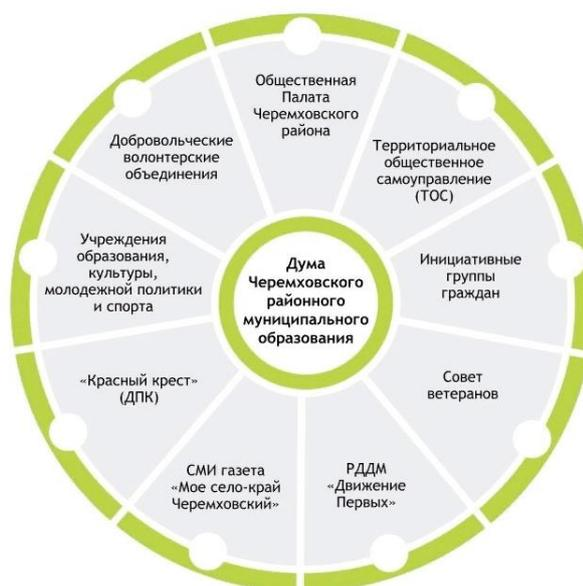 Общественная
Палата
Черемховского
района
Территориальное
общественное
самоуправление
(ТОС)
Инициативные
группы
граждан
Совет
ветеранов
РДДМ
«Движение
Первых»
СМИ газета
«Мое село-край
Черемховский»
«Красный крест»
(ДПК)
Учреждения
образования,
культуры,
молодежной политики
и спорта
Добровольческие
волонтерские
объединения
Дума
Черемховского
районного
муниципального
образования